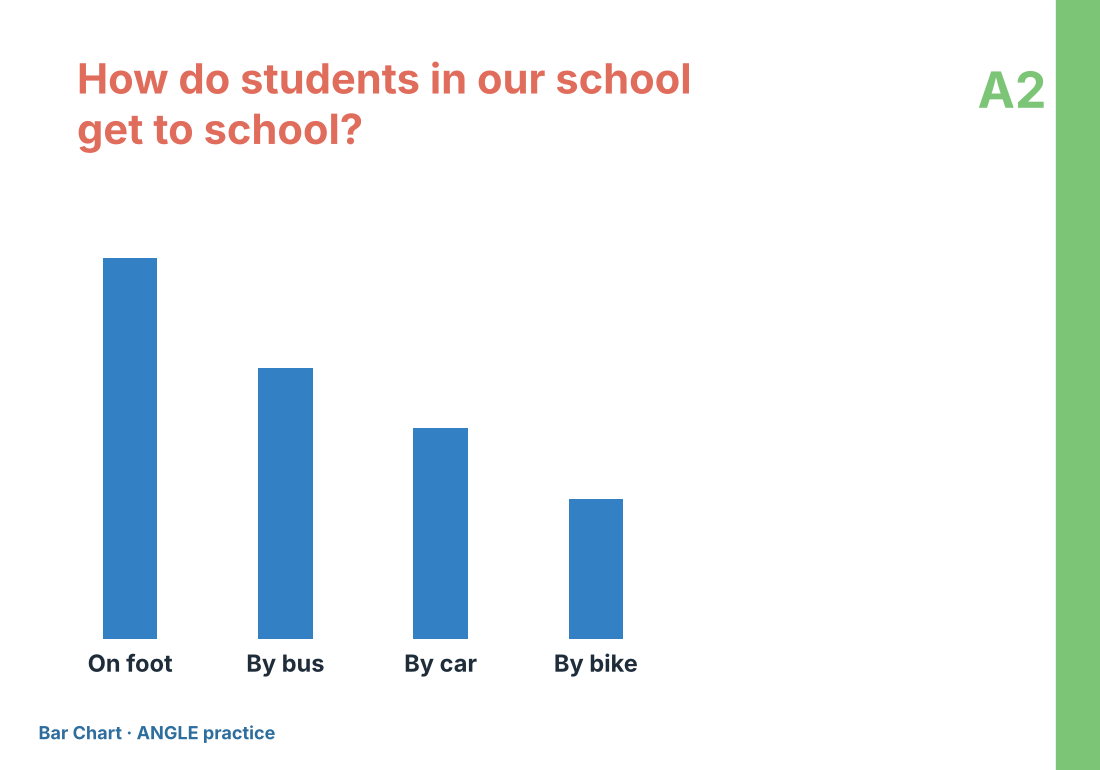 How do students in our school
get to school?
A2
On foot
By bus
By car
By bike
Bar Chart · ANGLE practice